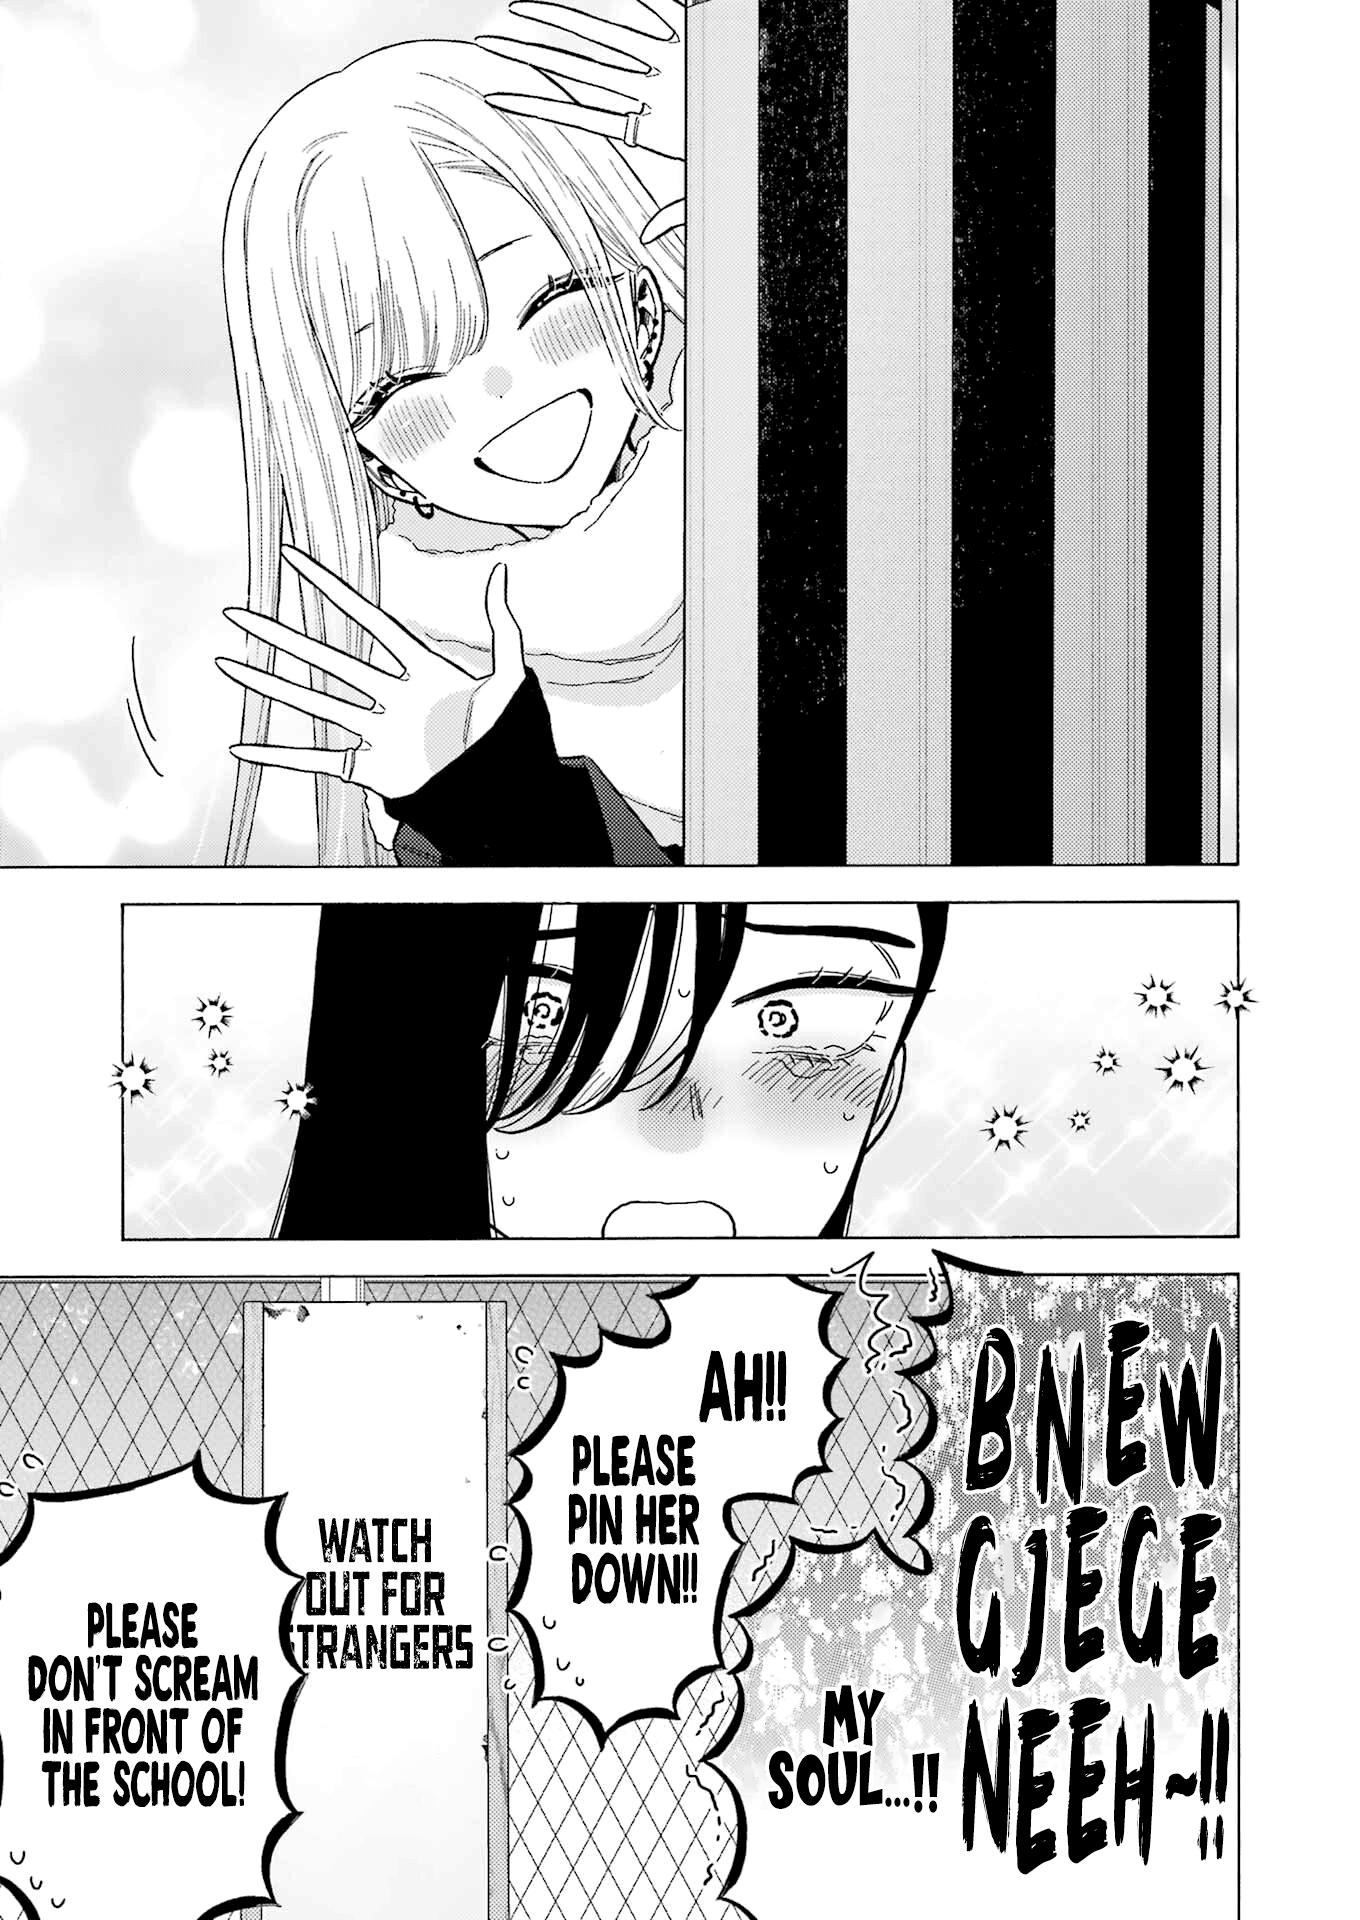 BNEW
GJEGE
NEEH~!!
MY
SOUL...!!
AH!!
PLEASE
PIN HER
DOWN!!
WATCH
OUT FOR
STRANGERS
PLEASE
DON'T SCREAM
IN FRONT OF
THE SCHOOL!